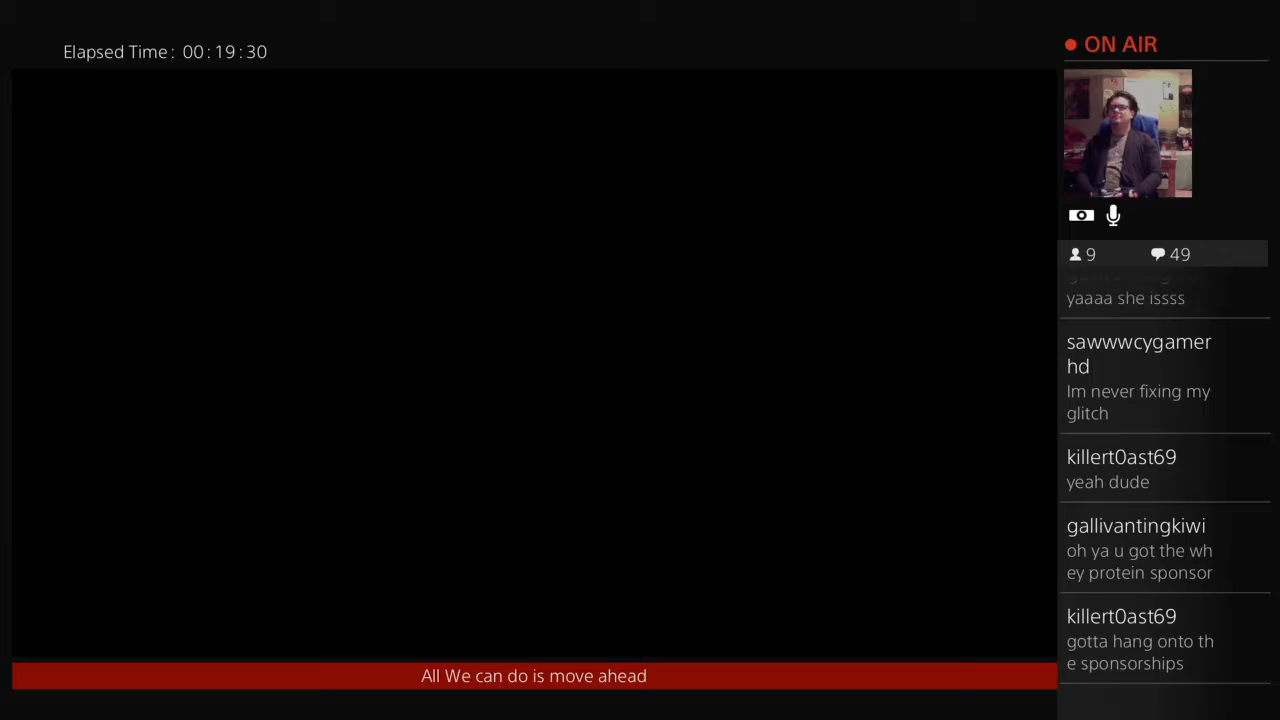 Elapsed Time: 00:19:30
ON AIR
9 49
yaaaa she issss
sawwwcygamer
hd
Im never fixing my
glitch
killert0ast69
yeah dude
gallivantingkiwi
oh ya u got the wh
ey protein sponsor
killert0ast69
gotta hang onto th
e sponsorships
All We can do is move ahead